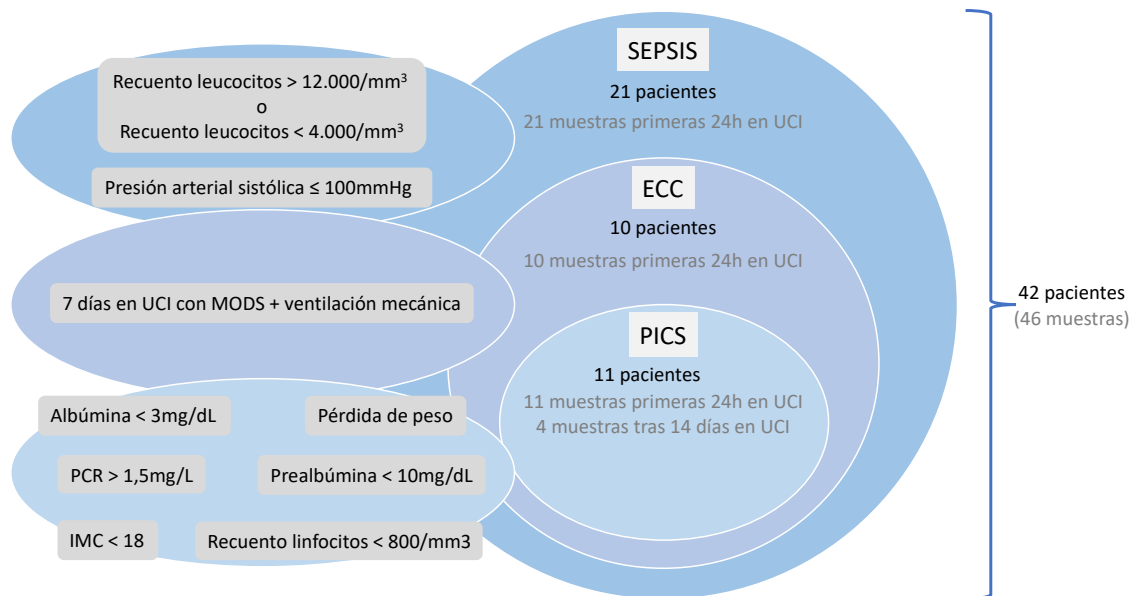 Recuento leucocitos > 12.000/mm³
o
Recuento leucocitos < 4.000/mm³
Presión arterial sistólica ≤ 100mmHg
7 días en UCI con MODS + ventilación mecánica
Albúmina < 3mg/dL
Pérdida de peso
PCR > 1,5mg/L
Prealbúmina < 10mg/dL
IMC < 18
Recuento linfocitos < 800/mm3
SEPSIS
21 pacientes
21 muestras primeras 24h en UCI
ECC
10 pacientes
10 muestras primeras 24h en UCI
PICS
11 pacientes
11 muestras primeras 24h en UCI
4 muestras tras 14 días en UCI
42 pacientes
(46 muestras)